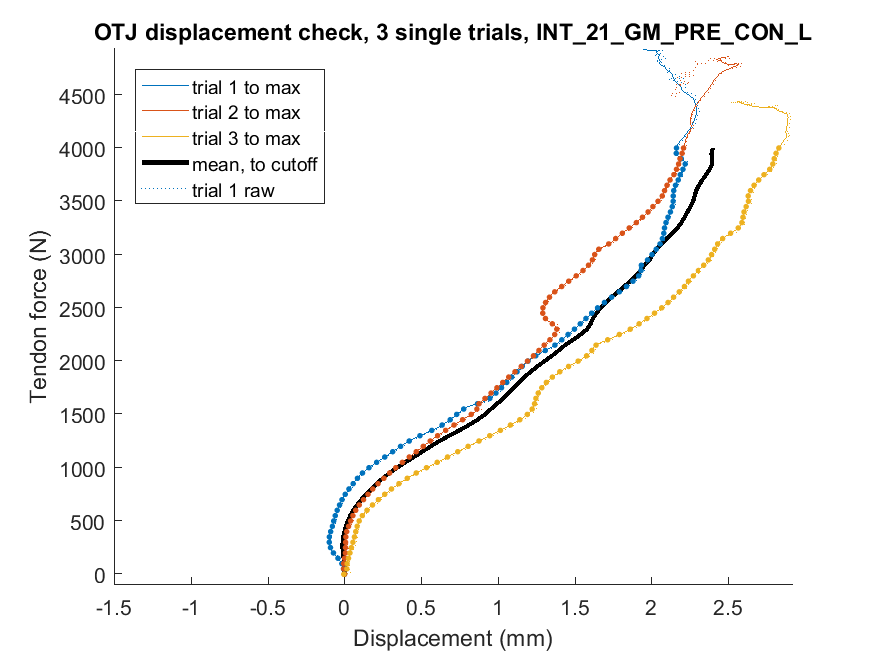 OTJ displacement check, 3 single trials, INT_21_GM_PRE_CON_L
trial 1 to max
trial 2 to max
trial 3 to max
mean, to cutoff
trial 1 raw
Tendon force (N)
4500
4000
3500
3000
2500
2000
1500
1000
500
0
-1.5
-1
-0.5
0
0.5
1
1.5
2
2.5
Displacement (mm)